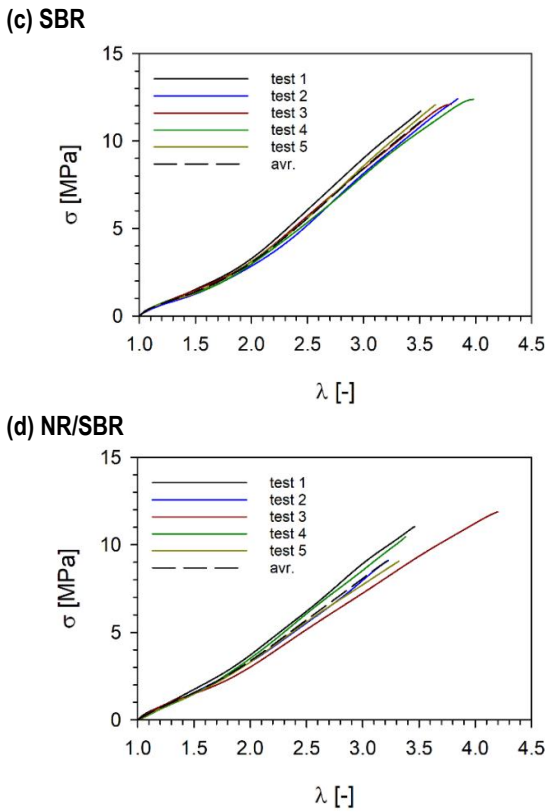 (c) SBR
15
10
5
0
σ [MPa]
test 1
test 2
test 3
test 4
test 5
avr.
1.0 1.5 2.0 2.5 3.0 3.5 4.0 4.5
λ [-]
(d) NR/SBR
15
10
5
0
σ [MPa]
test 1
test 2
test 3
test 4
test 5
avr.
1.0 1.5 2.0 2.5 3.0 3.5 4.0 4.5
λ [-]